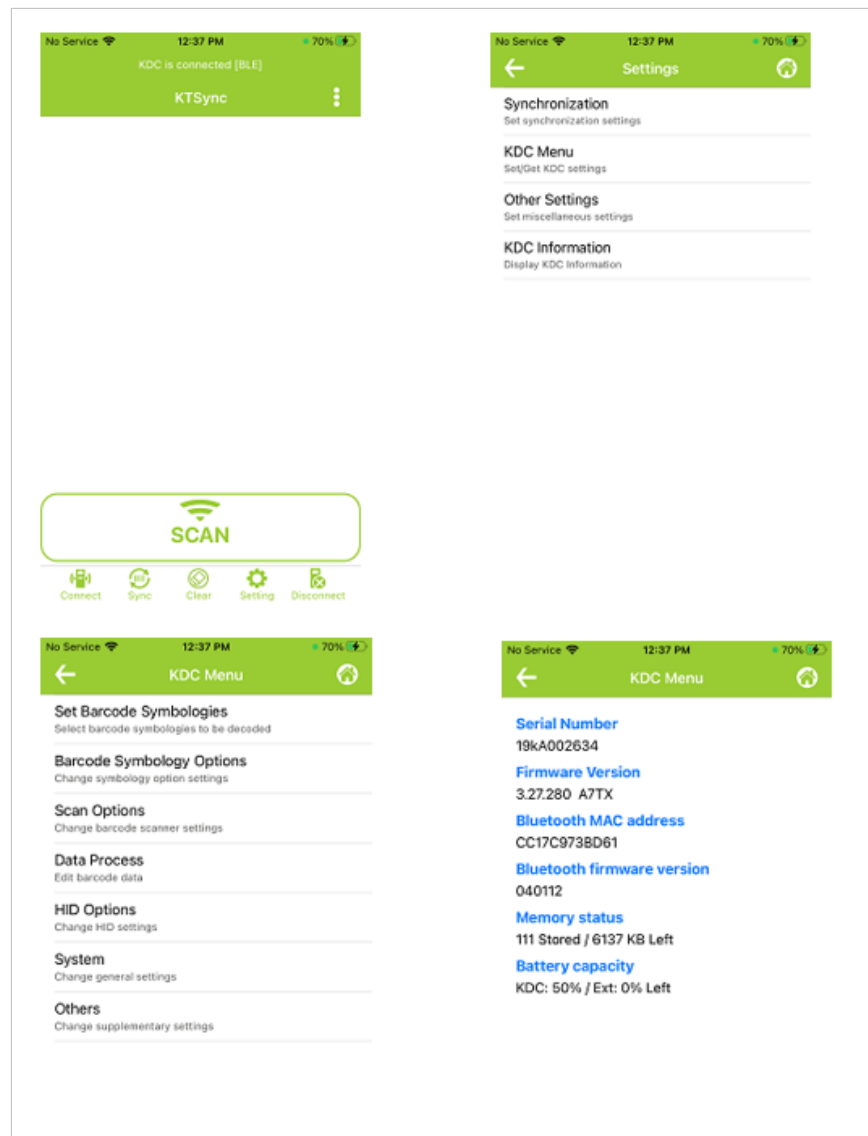 No Service 12:37 PM 70%
KDC is connected [BLE]
KTSync
SCAN
Connect Sync Clear Setting Disconnect
No Service 12:37 PM 70%
Settings
Synchronization
Set synchronization settings
KDC Menu
Set/Get KDC settings
Other Settings
Set miscellaneous settings
KDC Information
Display KDC Information
No Service 12:37 PM 70%
KDC Menu
Set Barcode Symbologies
Select barcode symbologies to be decoded
Barcode Symbology Options
Change symbology option settings
Scan Options
Change barcode scanner settings
Data Process
Edit barcode data
HID Options
Change HID settings
System
Change general settings
Others
Change supplementary settings
No Service 12:37 PM 70%
KDC Menu
Serial Number
19kA002634
Firmware Version
3.27.280 A7TX
Bluetooth MAC address
CC17C973BD61
Bluetooth firmware version
040112
Memory status
111 Stored / 6137 KB Left
Battery capacity
KDC: 50% / Ext: 0% Left